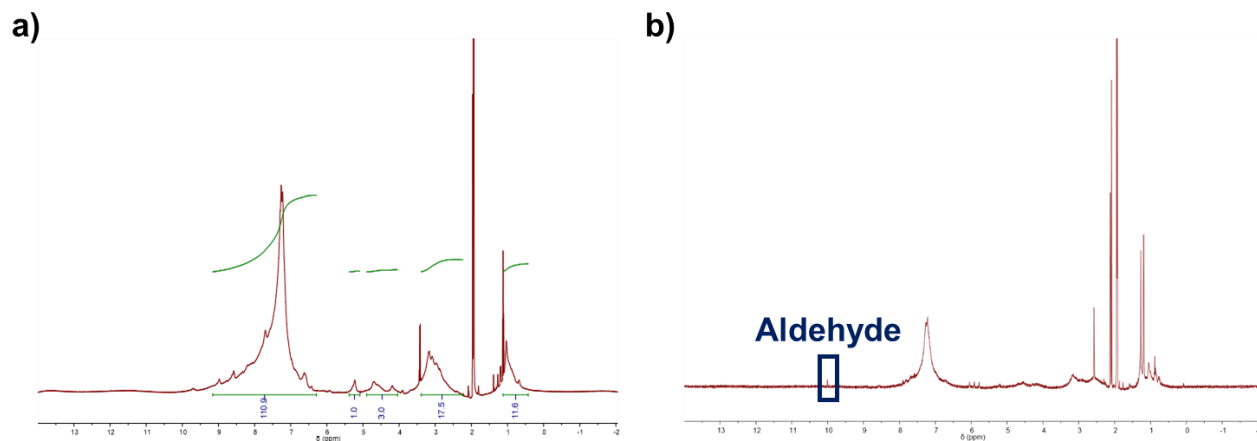 a)
110.9
1.0
3.0
17.5
11.6
13 12 11 10 9 8 7 6 5 4 3 2 1 0 -1 -2
δ (ppm)
b)
Aldehyde
13 12 11 10 9 8 7 6 5 4 3 2 1 0 -1
δ (ppm)